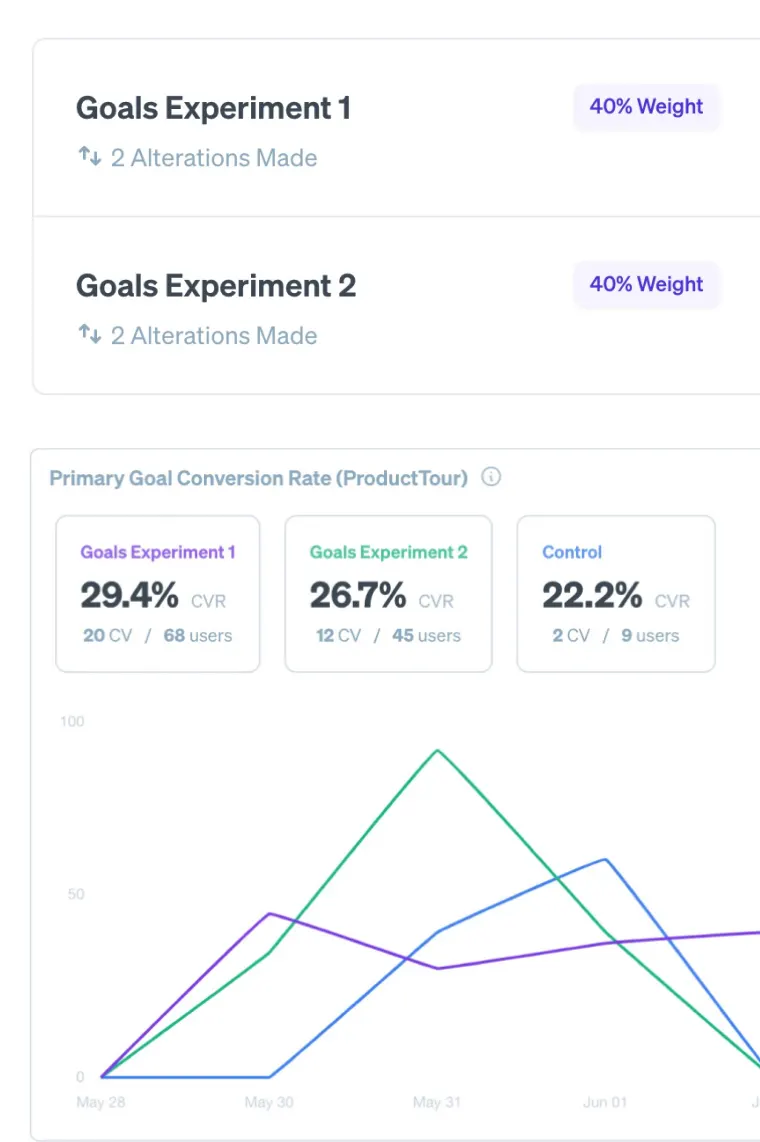 Goals Experiment 1
40% Weight
2 Alterations Made
Goals Experiment 2
40% Weight
2 Alterations Made
Primary Goal Conversion Rate (ProductTour)
Goals Experiment 1
29.4% CVR
20 CV / 68 users
Goals Experiment 2
26.7% CVR
12 CV / 45 users
Control
22.2% CVR
2 CV / 9 users
100
50
0
May 28
May 30
May 31
Jun 01